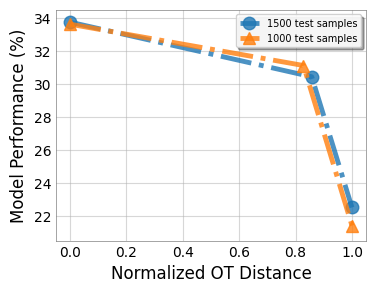 34
32
30
28
26
24
22
Model Performance (%)
1500 test samples
1000 test samples
0.0 0.2 0.4 0.6 0.8 1.0
Normalized OT Distance